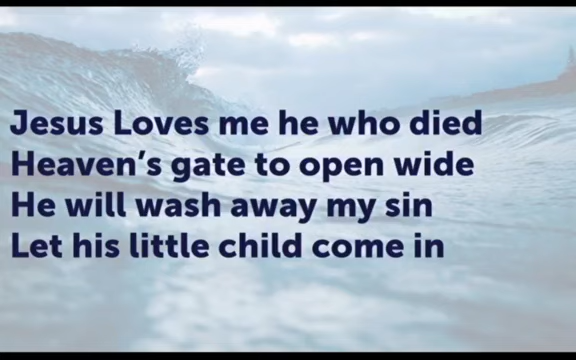 Jesus Loves me he who died
Heaven’s gate to open wide
He will wash away my sin
Let his little child come in